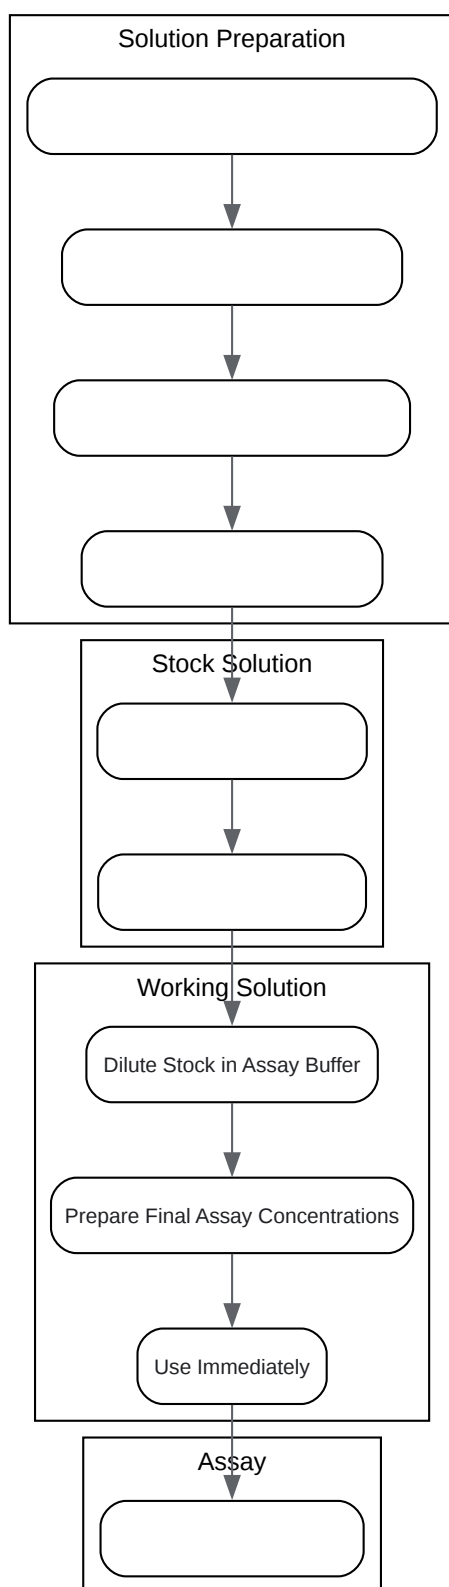 Solution Preparation
Stock Solution
Working Solution
Dilute Stock in Assay Buffer
Prepare Final Assay Concentrations
Use Immediately
Assay